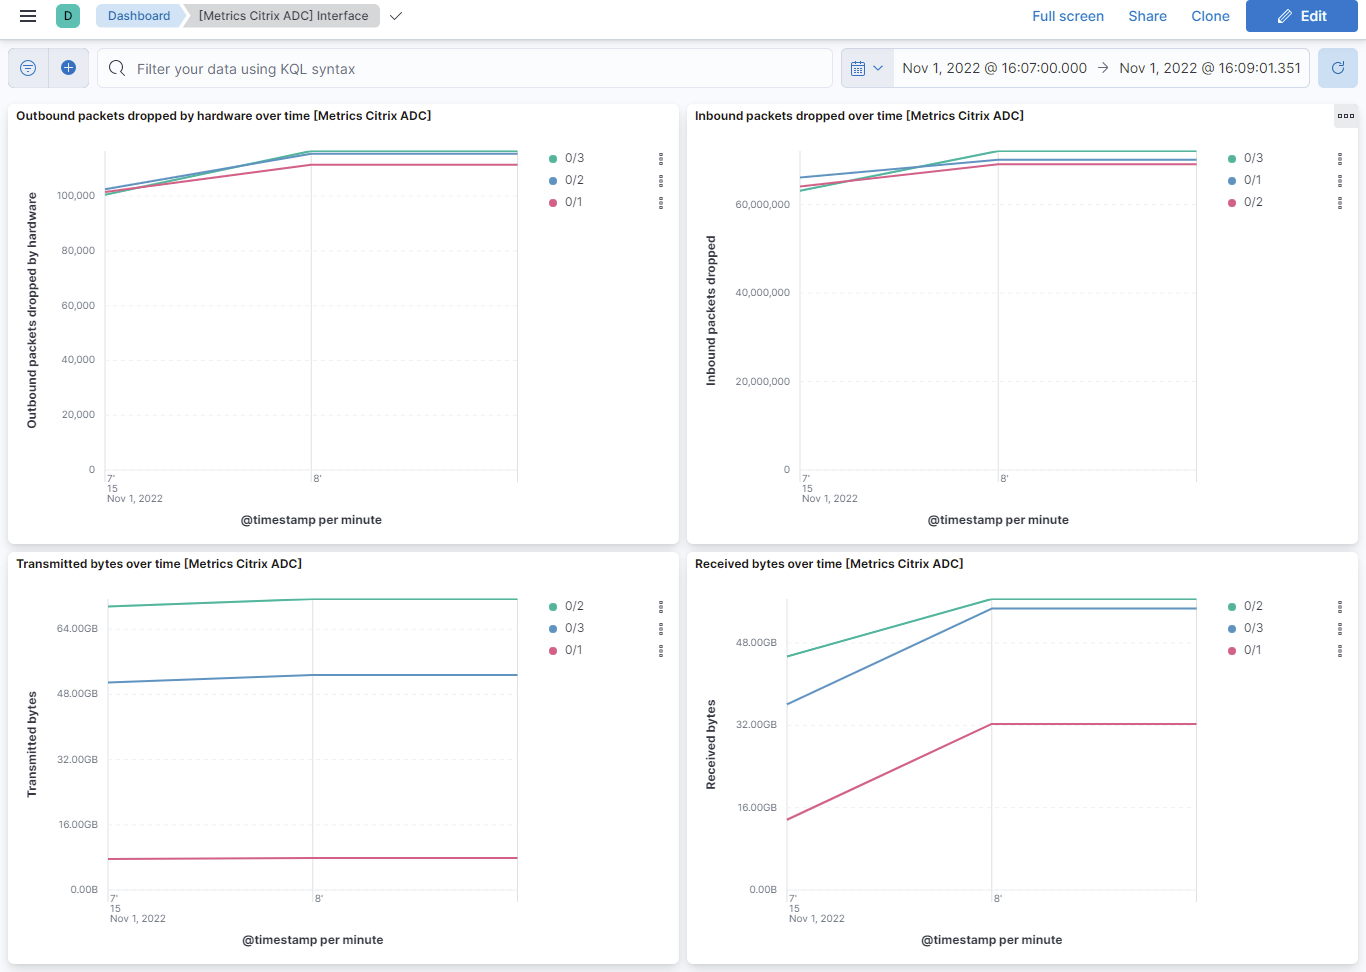 D Dashboard [Metrics Citrix ADC] Interface Full screen Share Clone Edit
Filter your data using KQL syntax Nov 1, 2022 @ 16:07:00.000 → Nov 1, 2022 @ 16:09:01.351
Outbound packets dropped by hardware over time [Metrics Citrix ADC]
Outbound packets dropped by hardware
100,000
80,000
60,000
40,000
20,000
0
7'
15
Nov 1, 2022
8'
@timestamp per minute
0/3
0/2
0/1
Inbound packets dropped over time [Metrics Citrix ADC]
Inbound packets dropped
60,000,000
40,000,000
20,000,000
0
7'
15
Nov 1, 2022
8'
@timestamp per minute
0/3
0/1
0/2
Transmitted bytes over time [Metrics Citrix ADC]
Transmitted bytes
64.00GB
48.00GB
32.00GB
16.00GB
0.00B
7'
15
Nov 1, 2022
8'
@timestamp per minute
0/2
0/3
0/1
Received bytes over time [Metrics Citrix ADC]
Received bytes
48.00GB
32.00GB
16.00GB
0.00B
7'
15
Nov 1, 2022
8'
@timestamp per minute
0/2
0/3
0/1